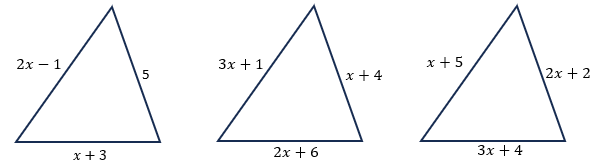 2x − 1
5
x + 3
3x + 1
x + 4
2x + 6
x + 5
2x + 2
3x + 4